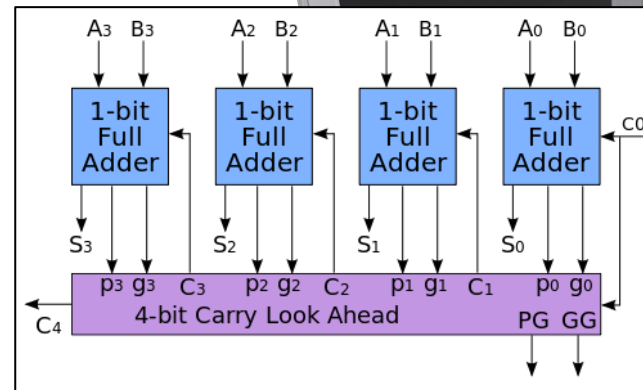 A3 B3 A2 B2 A1 B1 A0 B0
1-bit Full Adder
1-bit Full Adder
1-bit Full Adder
1-bit Full Adder
C0
S3 S2 S1 S0
p3 g3 C3 p2 g2 C2 p1 g1 C1 p0 g0
C4
4-bit Carry Look Ahead
PG GG